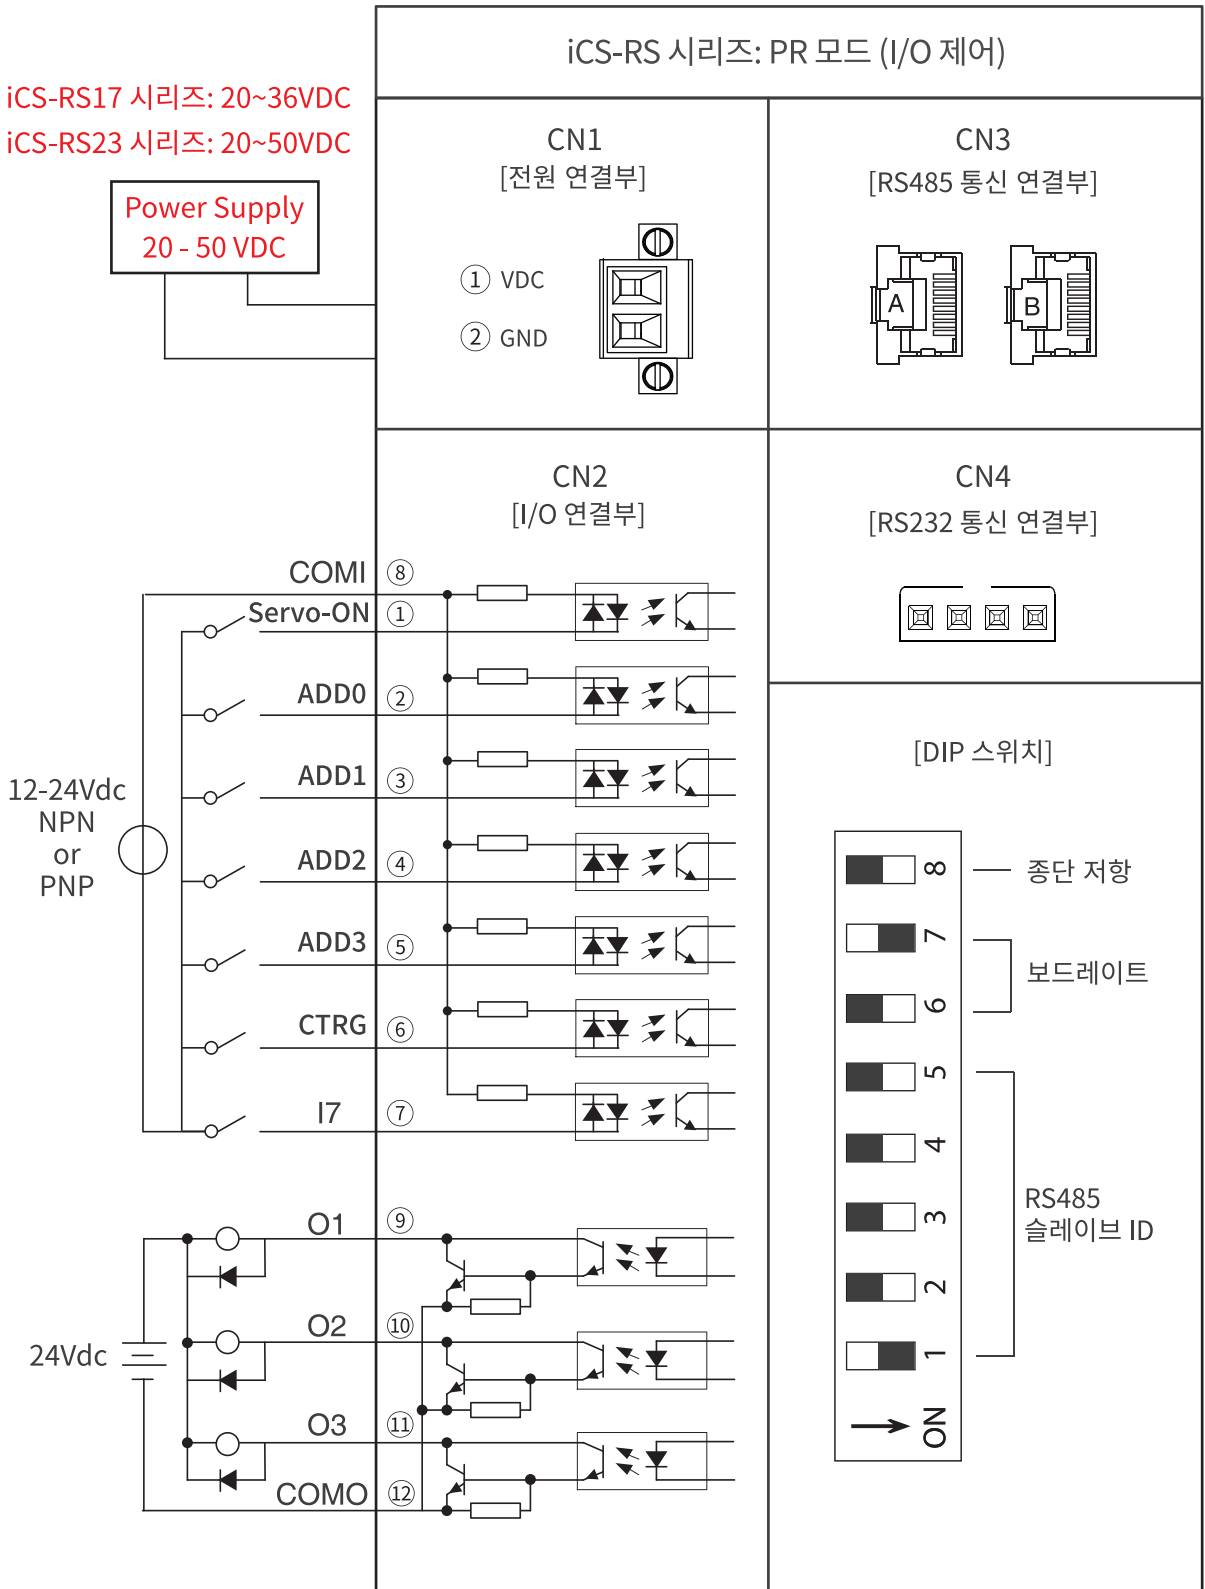 iCS-RS 시리즈: PR 모드 (I/O 제어)
iCS-RS17 시리즈: 20~36VDC
iCS-RS23 시리즈: 20~50VDC
Power Supply
20 - 50 VDC
CN1
[전원 연결부]
① VDC
② GND
CN3
[RS485 통신 연결부]
A
B
CN2
[I/O 연결부]
COMI ⑧
Servo-ON ①
ADD0 ②
ADD1 ③
ADD2 ④
ADD3 ⑤
CTRG ⑥
I7 ⑦
12-24Vdc
NPN
or
PNP
O1 ⑨
O2 ⑩
O3 ⑪
COMO ⑫
24Vdc
CN4
[RS232 통신 연결부]
[DIP 스위치]
8 종단 저항
7
6
보드레이트
5
4
3
2
1
RS485
슬레이브 ID
ON